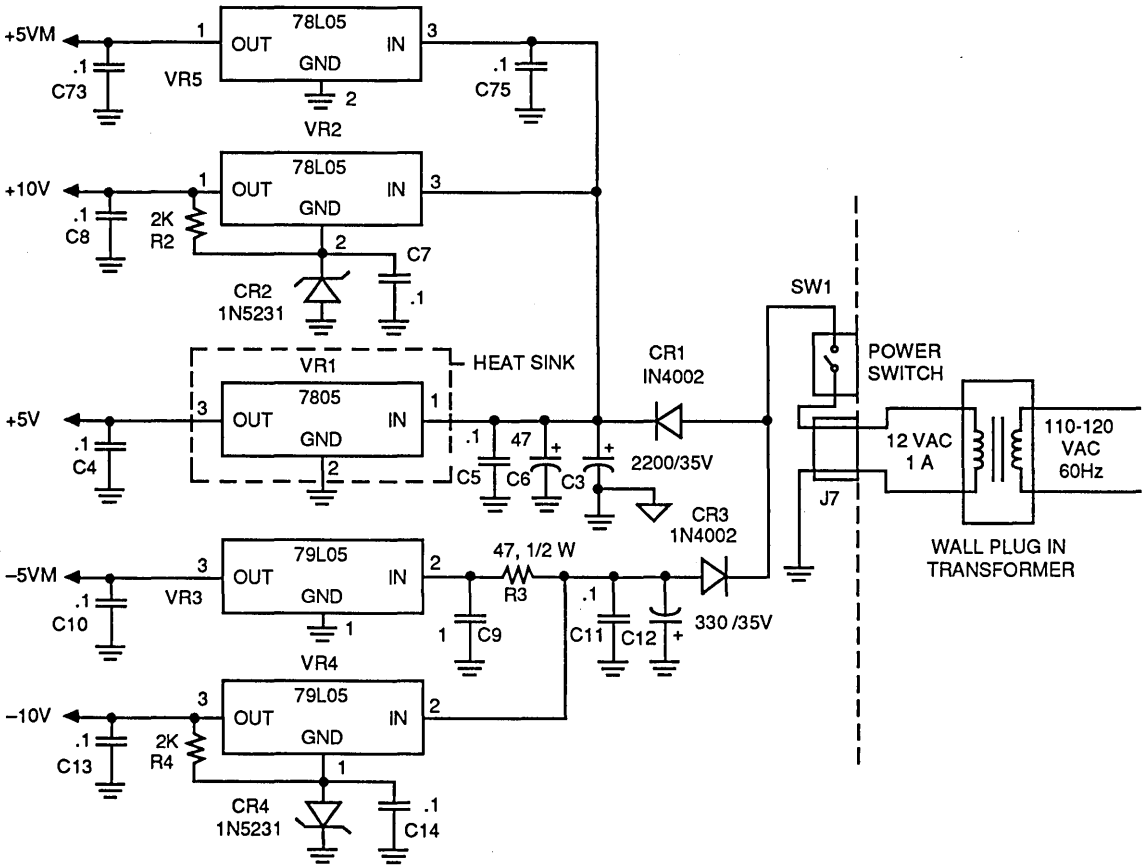 +5VM
1
78L05
OUT
IN
GND
3
.1
C73
VR5
2
.1
C75
VR2
+10V
1
78L05
OUT
IN
GND
3
.1
C8
2K
R2
2
C7
.1
CR2
1N5231
SW1
POWER
SWITCH
HEAT SINK
VR1
CR1
IN4002
+5V
3
7805
OUT
IN
GND
1
2
.1
C4
.1
C5
47
C6
C3
+
+
2200/35V
12 VAC
1 A
110-120
VAC
60Hz
J7
WALL PLUG IN
TRANSFORMER
CR3
1N4002
–5VM
3
79L05
OUT
IN
GND
2
1
.1
C10
VR3
47, 1/2 W
R3
1
C9
.1
C11
C12
+
330 /35V
VR4
–10V
3
79L05
OUT
IN
GND
2
1
.1
C13
2K
R4
CR4
1N5231
.1
C14